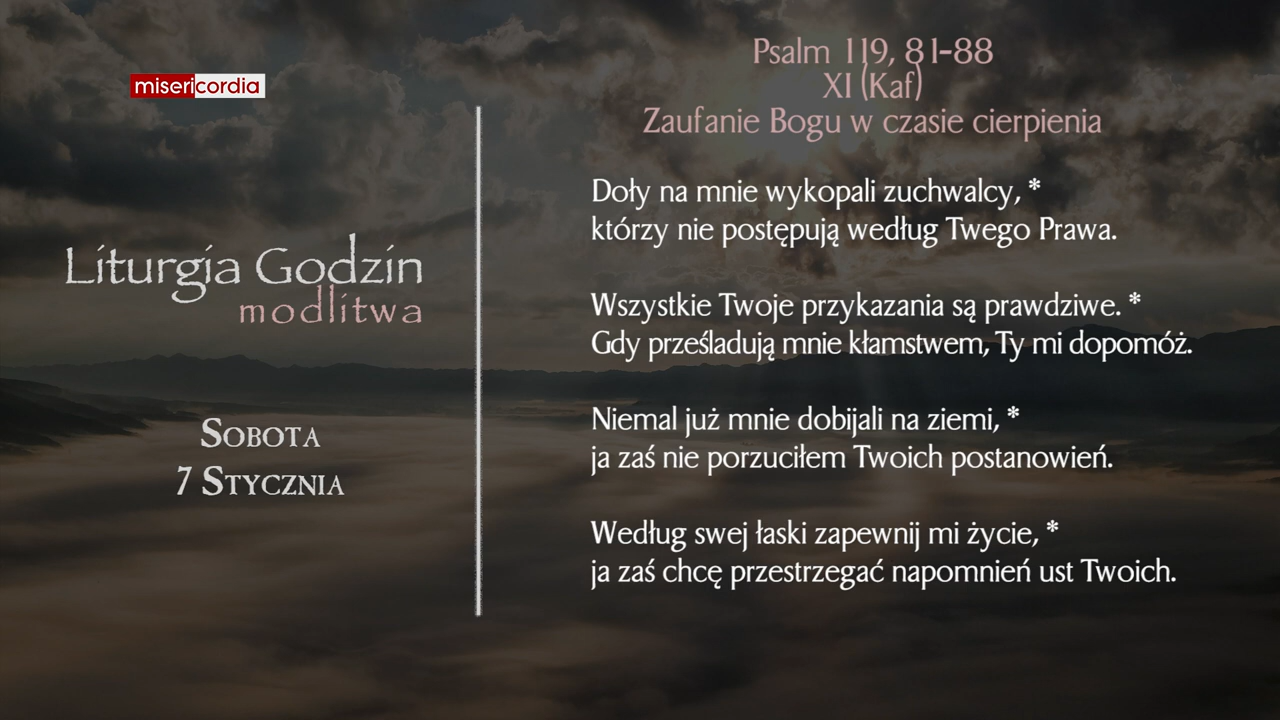 misericordia
Liturgia Godzin
modlitwa
Sobota
7 Stycznia
Psalm 119, 81-88
XI (Kaf)
Zaufanie Bogu w czasie cierpienia
Doły na mnie wykopali zuchwalcy, *
którzy nie postępują według Twego Prawa.
Wszystkie Twoje przykazania są prawdziwe. *
Gdy prześladują mnie kłamstwem, Ty mi dopomóż.
Niemal już mnie dobijali na ziemi, *
ja zaś nie porzuciłem Twoich postanowień.
Według swej łaski zapewnij mi życie, *
ja zaś chcę przestrzegać napomnień ust Twoich.